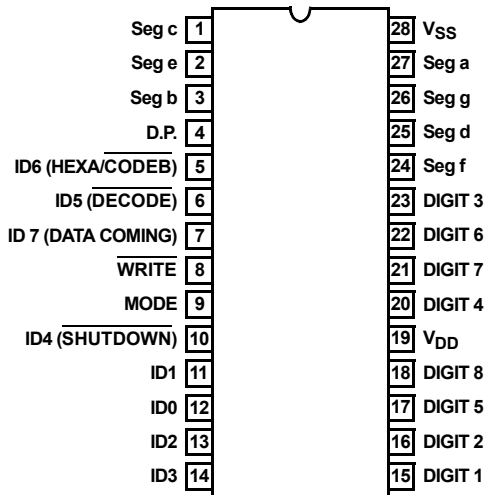 Seg c 1 28 VSS
Seg e 2 27 Seg a
Seg b 3 26 Seg g
D.P. 4 25 Seg d
ID6 (HEXA/CODEB) 5 24 Seg f
ID5 (DECODE) 6 23 DIGIT 3
ID 7 (DATA COMING) 7 22 DIGIT 6
WRITE 8 21 DIGIT 7
MODE 9 20 DIGIT 4
ID4 (SHUTDOWN) 10 19 VDD
ID1 11 18 DIGIT 8
ID0 12 17 DIGIT 5
ID2 13 16 DIGIT 2
ID3 14 15 DIGIT 1